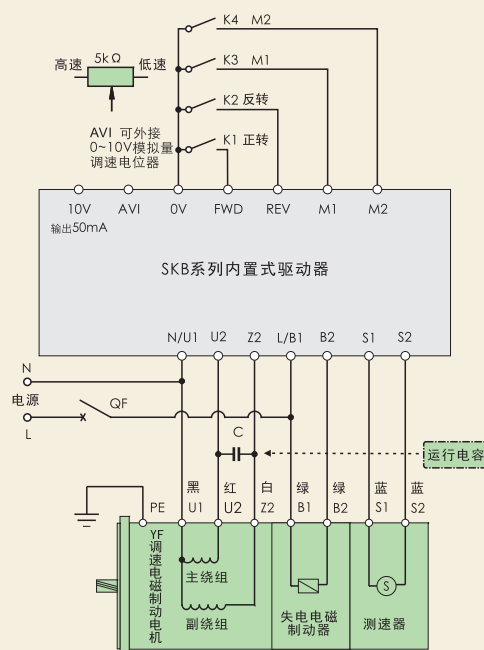 K4 M2
5kΩ
高速
低速
K3 M1
K2 反转
AVI 可外接
0~10V模拟量
调速电位器
K1 正转
10V AVI 0V FWD REV M1 M2
输出50mA
SKB系列内置式驱动器
N/U1 U2 Z2 L/B1 B2 S1 S2
N
电源
QF
L
C
运行电容
黑 红 白 绿 绿 蓝 蓝
PE U1 U2 Z2 B1 B2 S1 S2
YF调速电磁制动电机
主绕组
副绕组
失电电磁
制动器
S
测速器